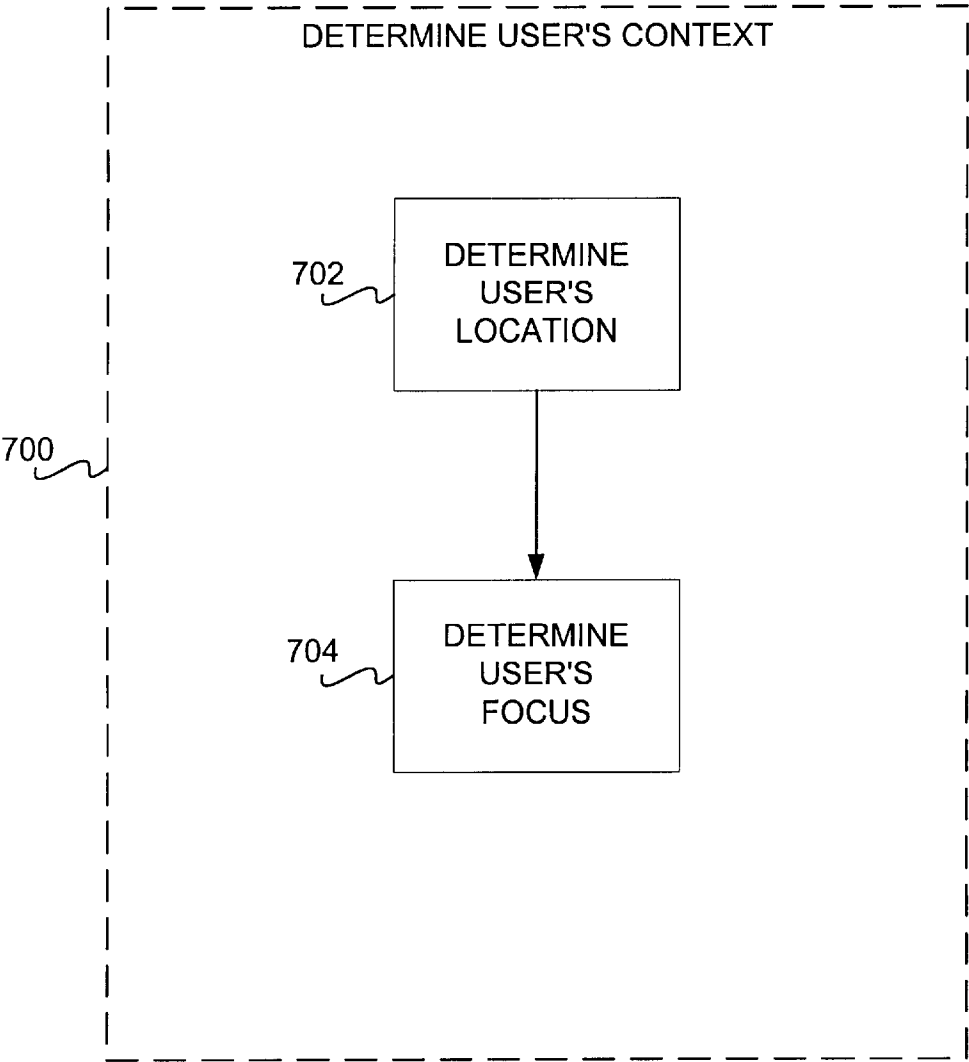 DETERMINE USER'S CONTEXT
702
DETERMINE
USER'S
LOCATION
700
704
DETERMINE
USER'S
FOCUS